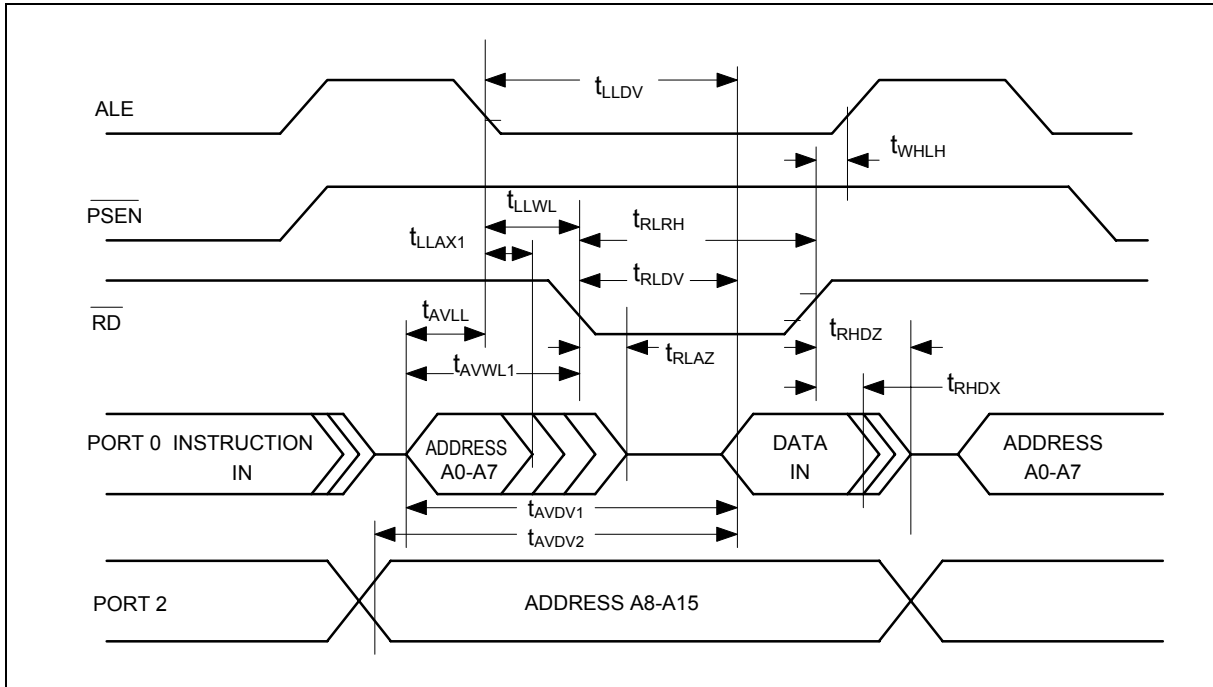 ALE
tLLDV
tWHLH
PSEN
tLLWL
tRLRH
tLLAX1
tRLDV
RD
tAVLL
tRHDZ
tRLAZ
tAVWL1
tRHDX
PORT 0 INSTRUCTION
IN
ADDRESS
A0-A7
DATA
IN
ADDRESS
A0-A7
tAVDV1
tAVDV2
PORT 2
ADDRESS A8-A15